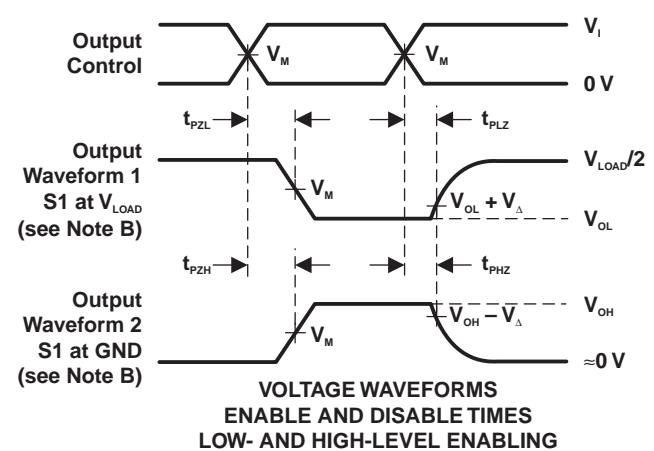 Output
Control
V_M
V_M
V_I
0 V
t_PZL
t_PLZ
Output
Waveform 1
S1 at V_LOAD
(see Note B)
V_M
V_OL + V_Δ
V_LOAD/2
V_OL
t_PZH
t_PHZ
Output
Waveform 2
S1 at GND
(see Note B)
V_M
V_OH – V_Δ
V_OH
≈0 V
VOLTAGE WAVEFORMS
ENABLE AND DISABLE TIMES
LOW- AND HIGH-LEVEL ENABLING